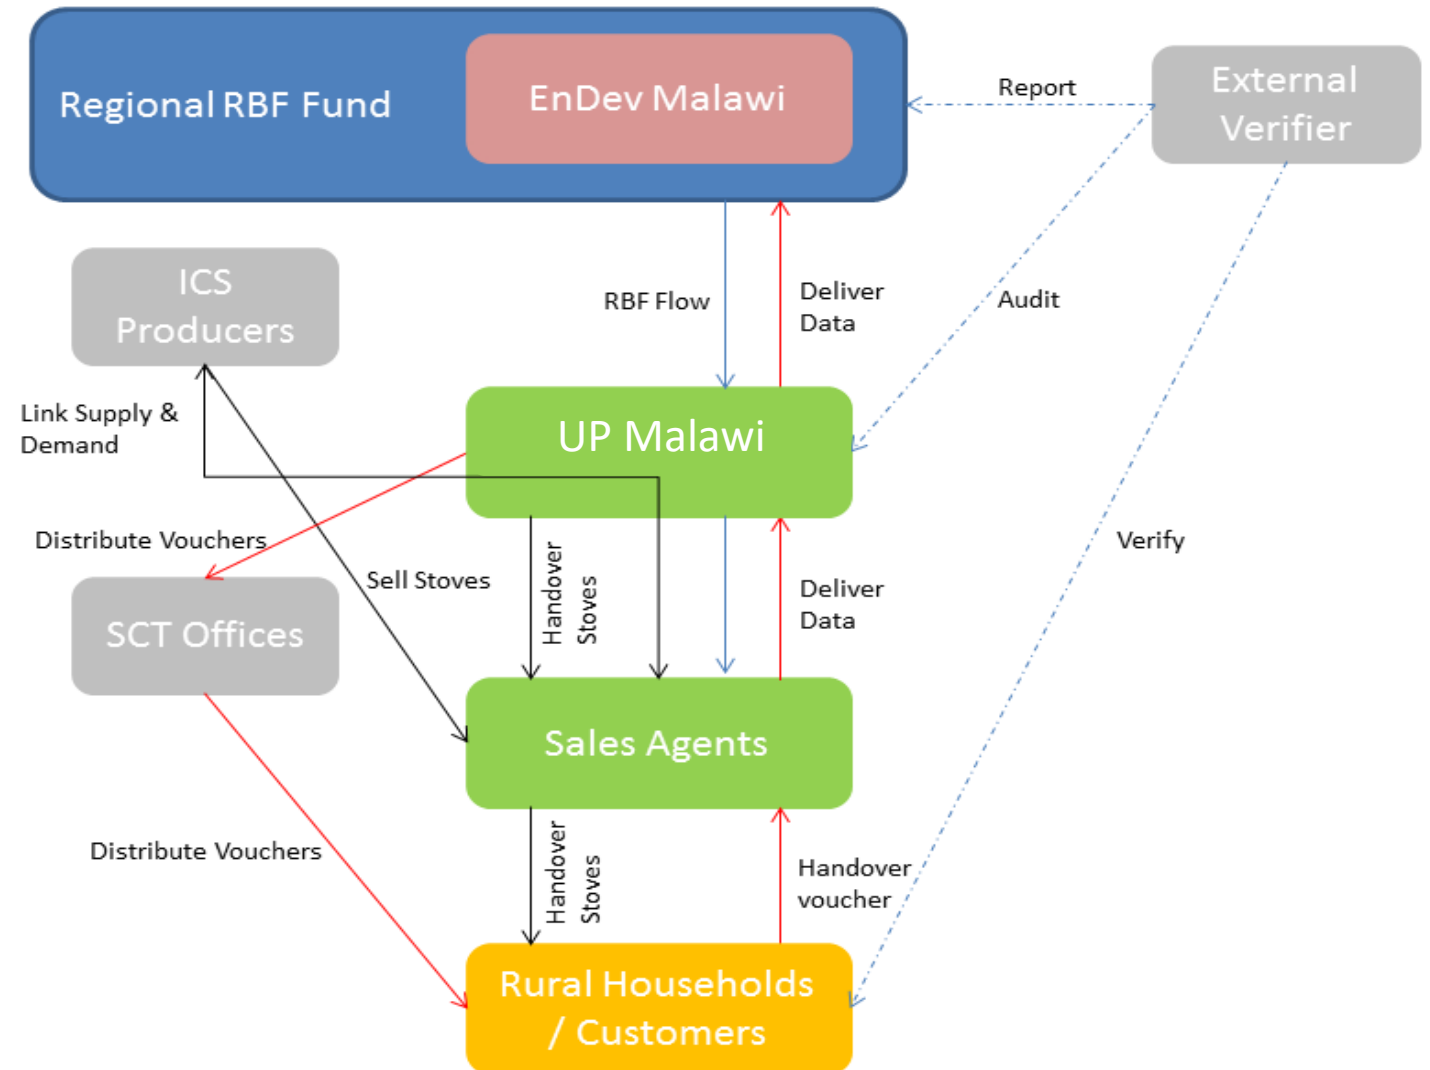 Regional RBF Fund
EnDev Malawi
Report
External
Verifier
ICS
Producers
RBF Flow
Deliver
Data
Audit
Link Supply &
Demand
UP Malawi
Distribute Vouchers
Sell Stoves
Handover
Stoves
Deliver
Data
Verify
SCT Offices
Sales Agents
Distribute Vouchers
Handover
Stoves
Handover
voucher
Rural Households
/ Customers